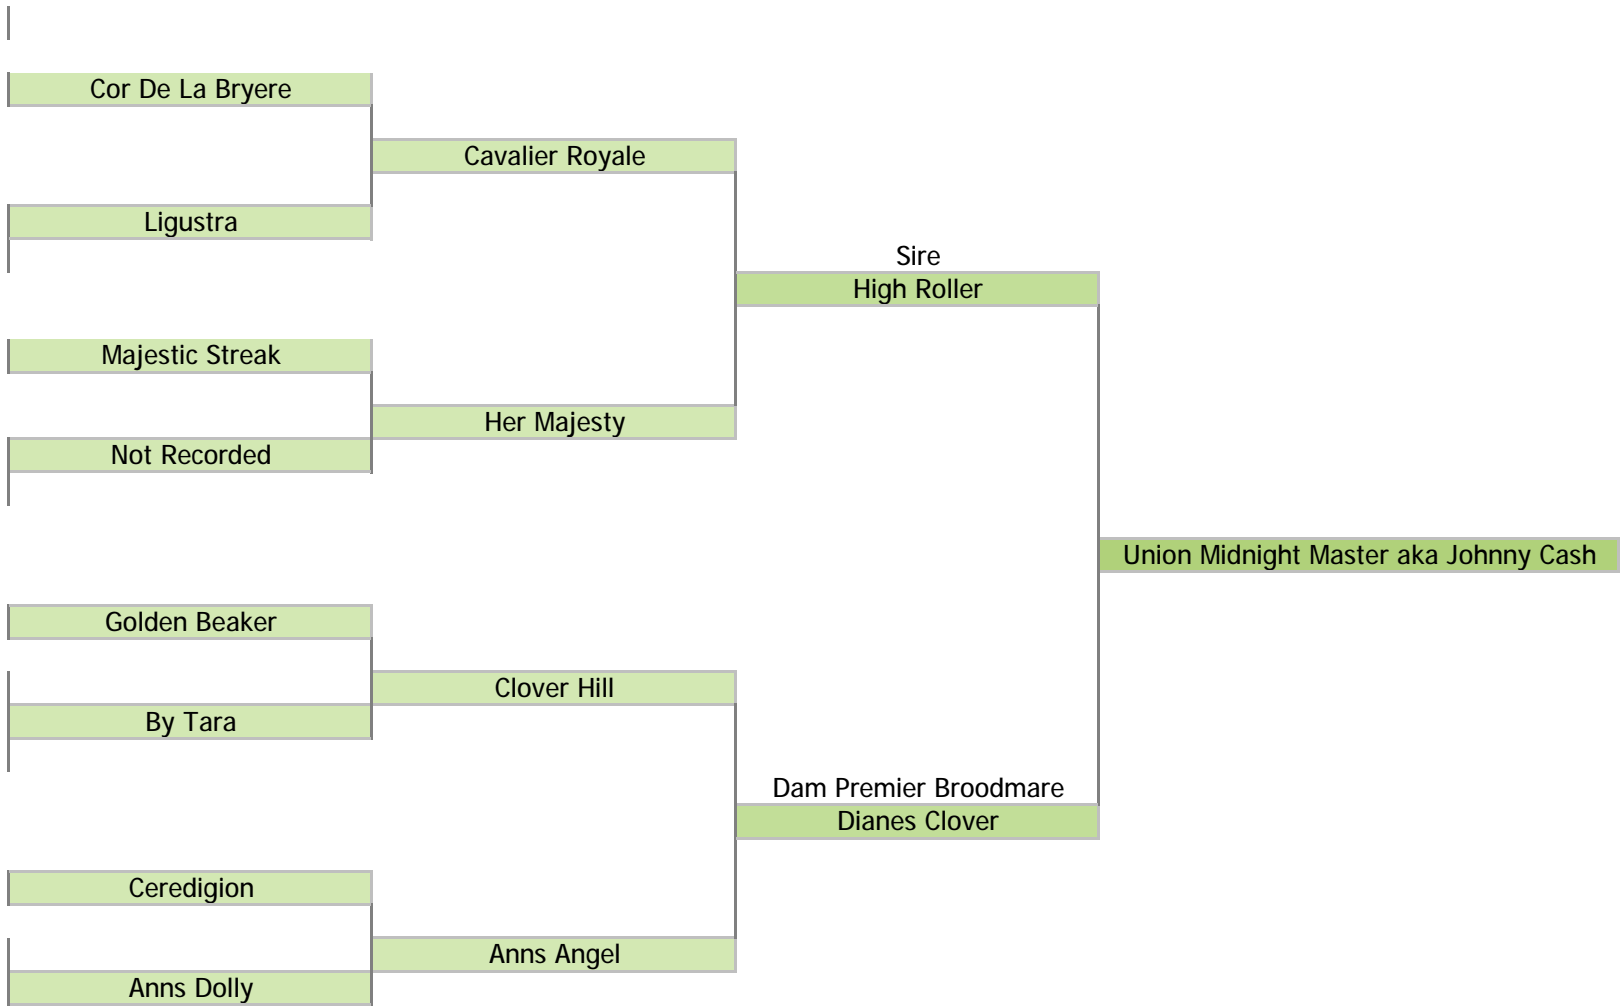 Cor De La Bryere
Cavalier Royale
Ligustra
Sire
High Roller
Majestic Streak
Her Majesty
Not Recorded
Union Midnight Master aka Johnny Cash
Golden Beaker
Clover Hill
By Tara
Dam Premier Broodmare
Dianes Clover
Ceredigion
Anns Angel
Anns Dolly